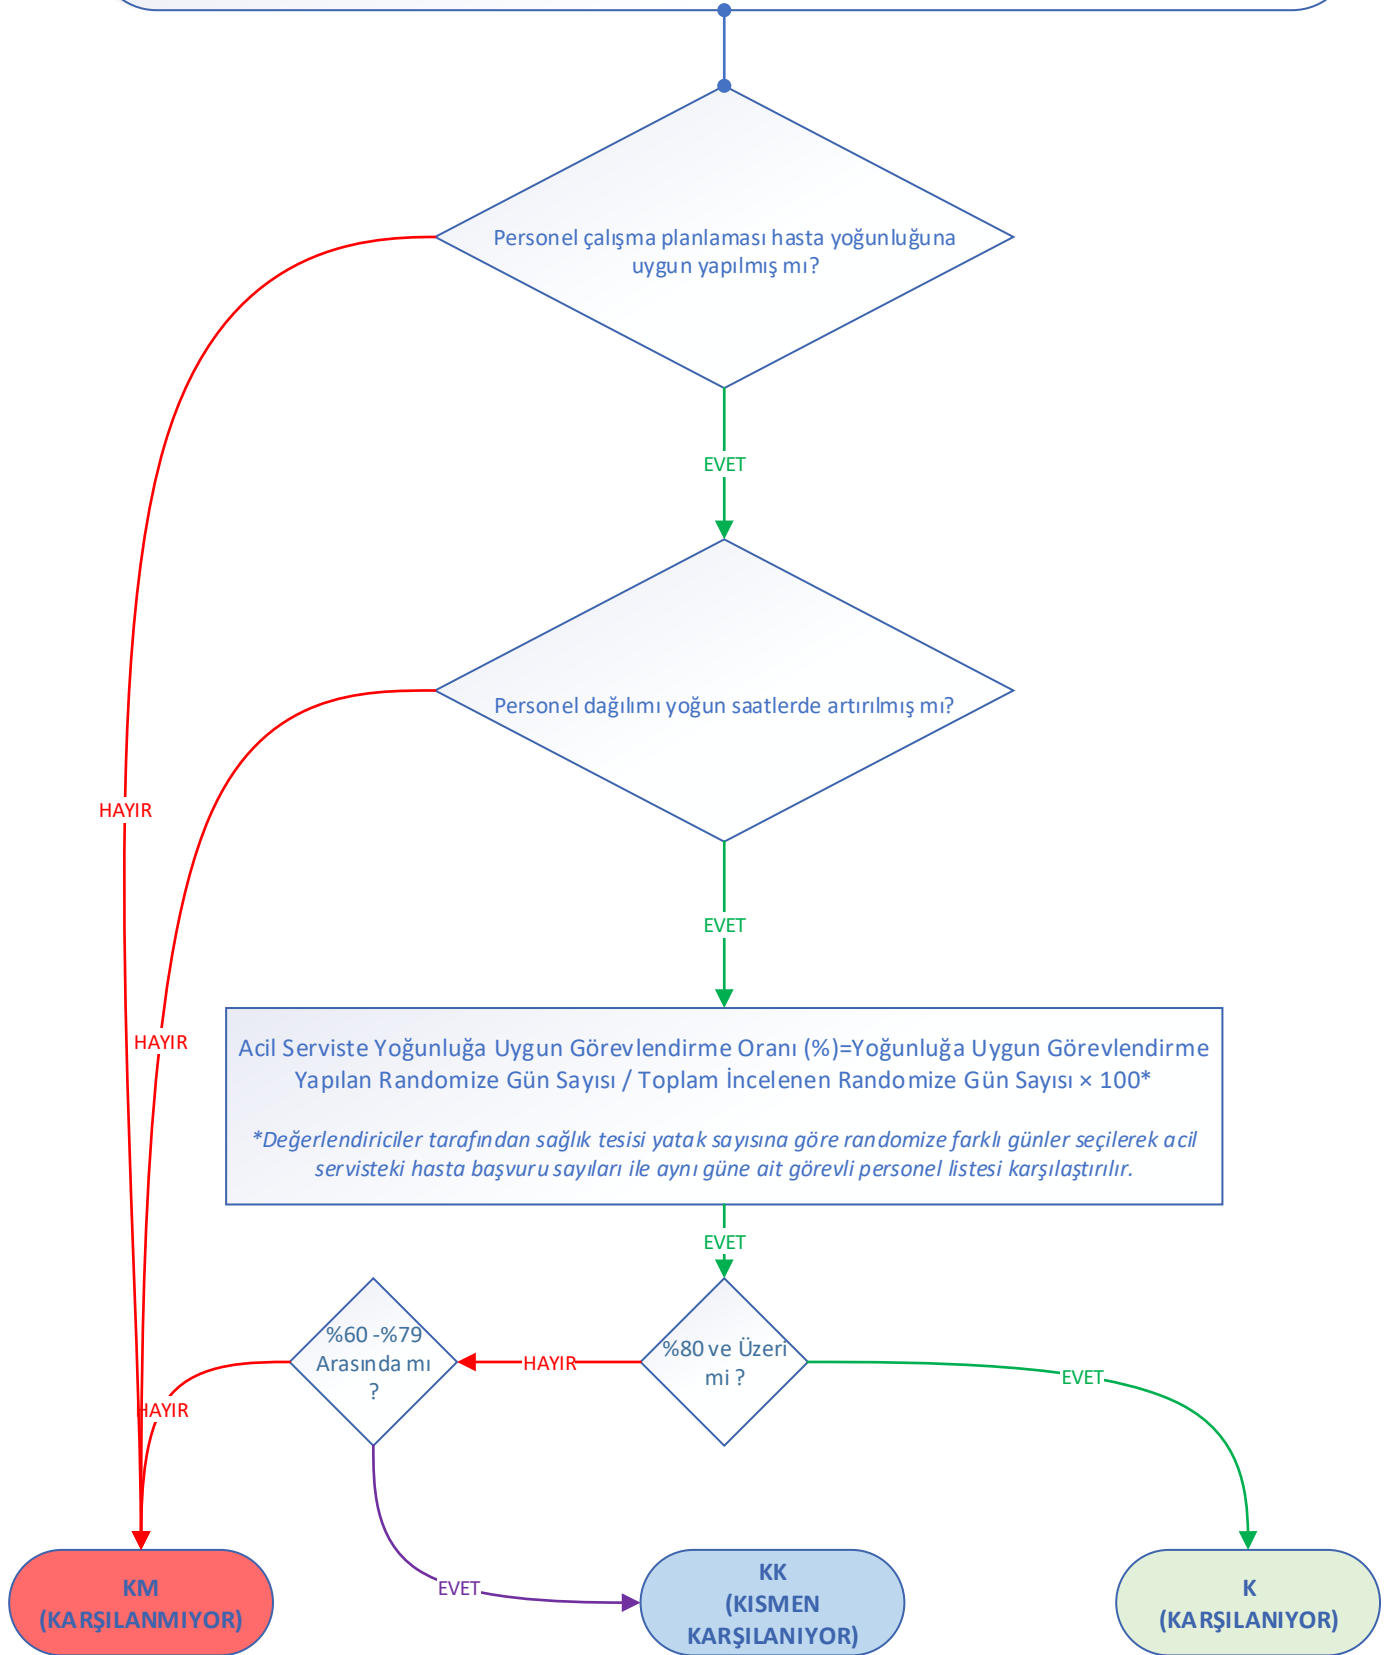 Personel çalışma planlaması hasta yoğunluğuna
uygun yapılmış mı?
EVET
Personel dağılımı yoğun saatlerde artırılmış mı?
HAYIR
EVET
HAYIR
Acil Serviste Yoğunluğa Uygun Görevlendirme Oranı (%)=Yoğunluğa Uygun Görevlendirme
Yapılan Randomize Gün Sayısı / Toplam İncelenen Randomize Gün Sayısı × 100*
*Değerlendiriciler tarafından sağlık tesisi yatak sayısına göre randomize farklı günler seçilerek acil
servisteki hasta başvuru sayıları ile aynı güne ait görevli personel listesi karşılaştırılır.
EVET
%60 -%79
Arasında mı
?
HAYIR
%80 ve Üzeri
mi ?
EVET
HAYIR
EVET
KM
(KARŞILANMIYOR)
KK
(KISMEN
KARŞILANIYOR)
K
(KARŞILANIYOR)